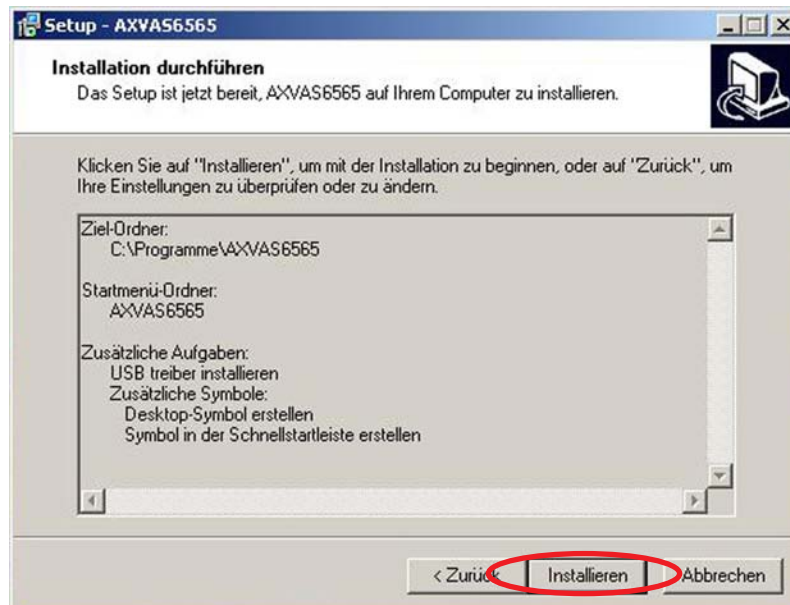 Setup - AXVAS6565
Installation durchführen
Das Setup ist jetzt bereit, AXVAS6565 auf Ihrem Computer zu installieren.
Klicken Sie auf "Installieren", um mit der Installation zu beginnen, oder auf "Zurück", um
Ihre Einstellungen zu überprüfen oder zu ändern.
Ziel-Ordner:
C:\Programme\AXVAS6565
Startmenü-Ordner:
AXVAS6565
Zusätzliche Aufgaben:
USB treiber installieren
Zusätzliche Symbole:
Desktop-Symbol erstellen
Symbol in der Schnellstartleiste erstellen
< Zurück Installieren Abbrechen